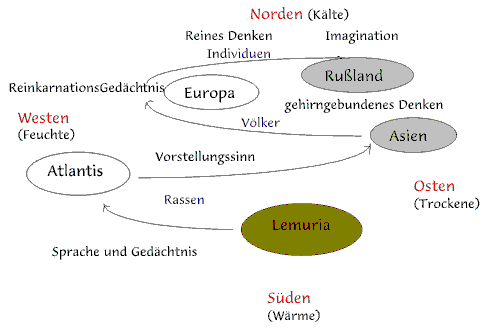 Norden (Kälte)
Reines Denken
Individuen
Imagination
Rußland
ReinkarnationsGedächtnis
Europa
gehirngebundenes Denken
Westen
(Feuchte)
Völker
Asien
Atlantis
Vorstellungssinn
Osten
(Trockene)
Rassen
Lemuria
Sprache und Gedächtnis
Süden
(Wärme)